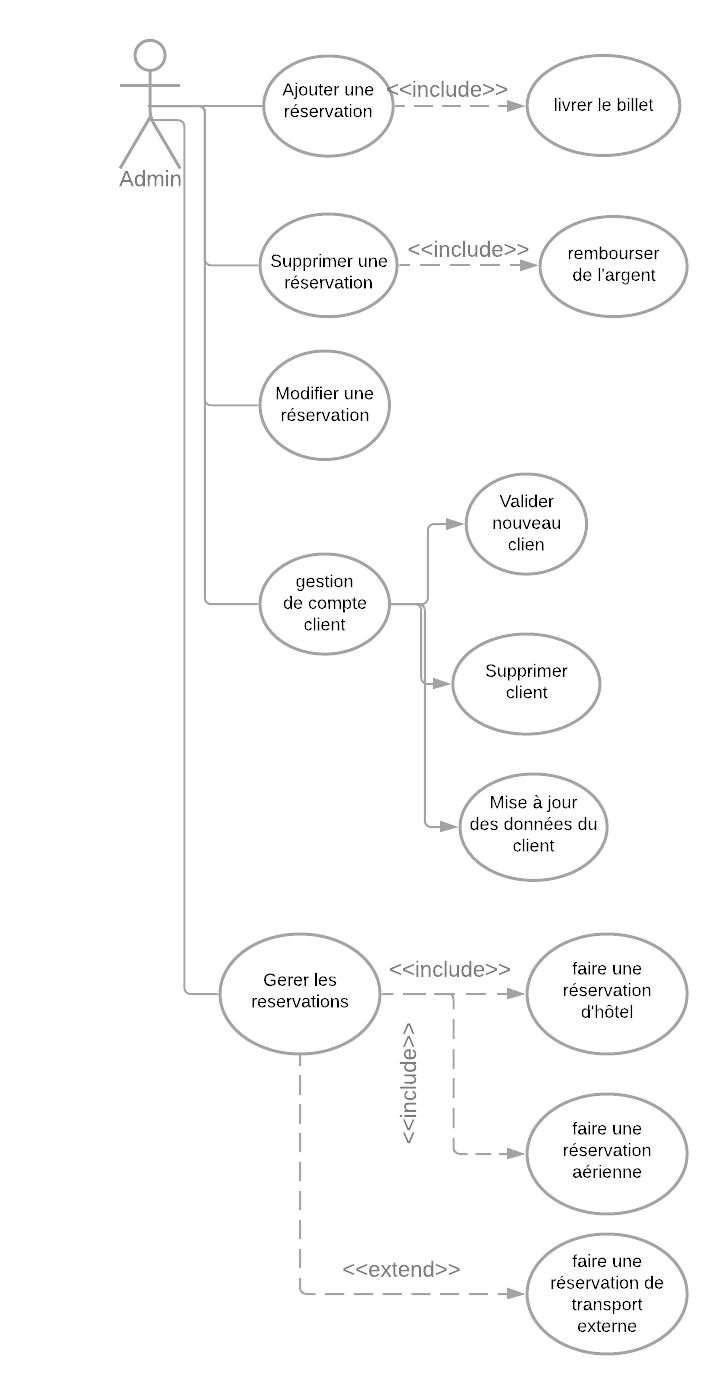 Admin
Ajouter une
réservation
<<include>>
livrer le billet
Supprimer une
réservation
<<include>>
rembourser
de l'argent
Modifier une
réservation
gestion
de compte
client
Valider
nouveau
clien
Supprimer
client
Mise à jour
des données du
client
Gerer les
reservations
<<include>>
faire une
réservation
d'hôtel
<<include>>
faire une
réservation
aérienne
<<extend>>
faire une
réservation de
transport
externe